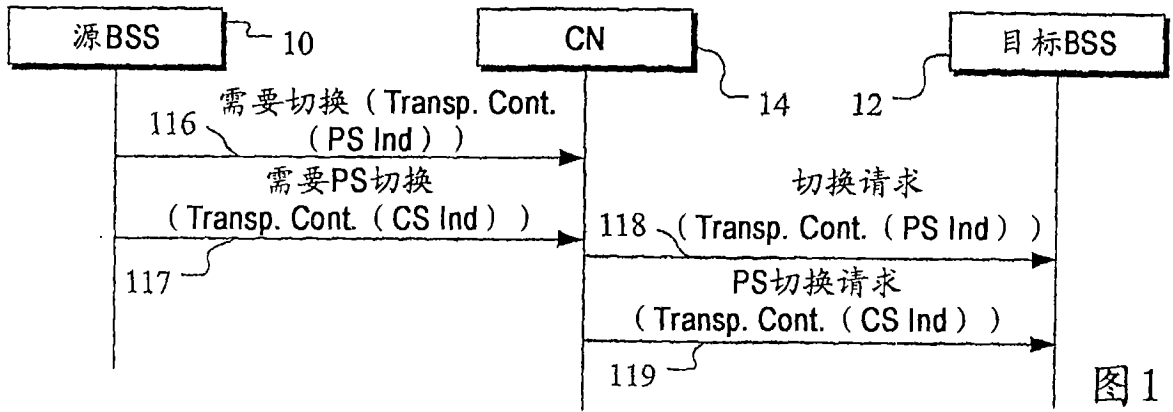 源BSS
10
CN
14
目标BSS
12
需要切换（Transp. Cont.
（PS Ind））
116
需要PS切换
（Transp. Cont.（CS Ind））
117
切换请求
（Transp. Cont.（PS Ind））
118
PS切换请求
（Transp. Cont.（CS Ind））
119
图1